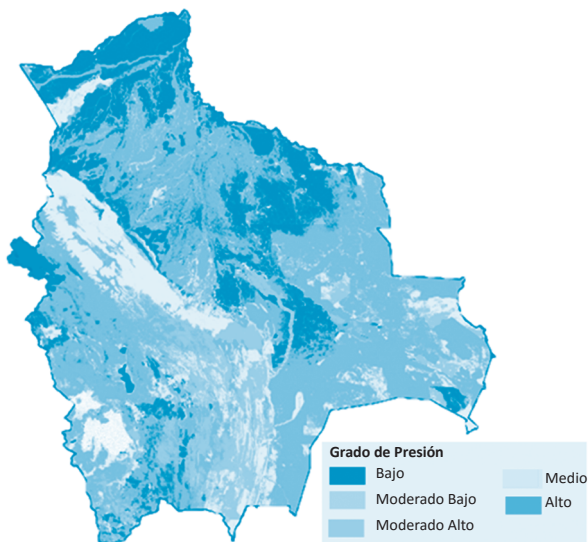 Grado de Presión
Bajo
Moderado Bajo
Moderado Alto
Medio
Alto